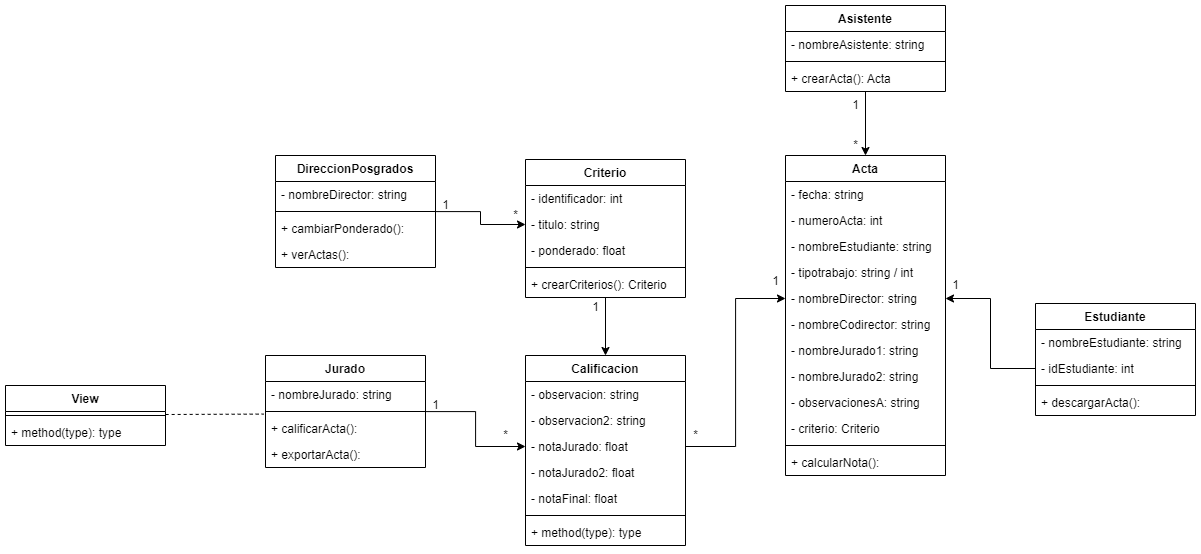 Asistente
- nombreAsistente: string
+ crearActa(): Acta
1
*
DireccionPosgrados
- nombreDirector: string
+ cambiarPonderado():
+ verActas():
1
*
Criterio
- identificador: int
- titulo: string
- ponderado: float
+ crearCriterios(): Criterio
1
Acta
- fecha: string
- numeroActa: int
- nombreEstudiante: string
- tipotrabajo: string / int
- nombreDirector: string
- nombreCodirector: string
- nombreJurado1: string
- nombreJurado2: string
- observacionesA: string
- criterio: Criterio
+ calcularNota():
1
1
Estudiante
- nombreEstudiante: string
- idEstudiante: int
+ descargarActa():
View
+ method(type): type
Jurado
- nombreJurado: string
+ calificarActa():
+ exportarActa():
1
*
Calificacion
- observacion: string
- observacion2: string
- notaJurado: float
- notaJurado2: float
- notaFinal: float
+ method(type): type
*